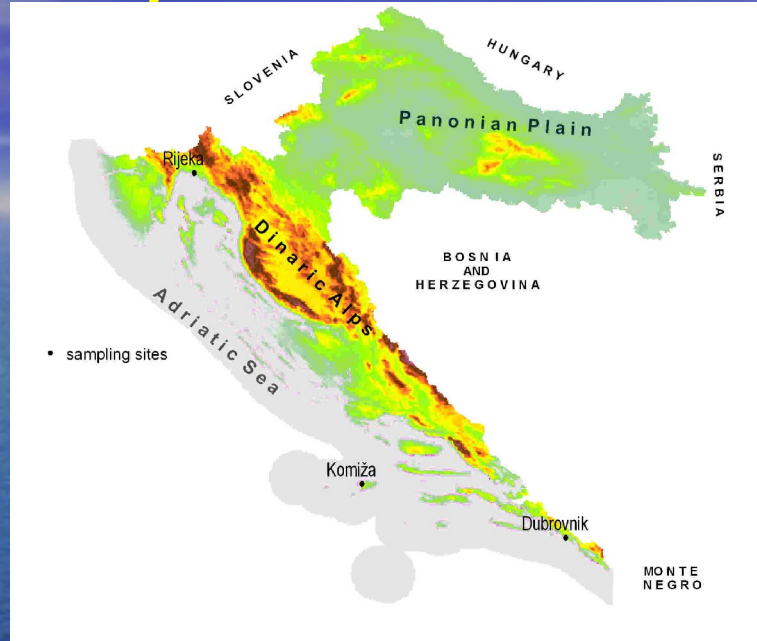 SLOVENIA
HUNGARY
Panonian Plain
Rijeka
SERBIA
Dinaric Alps
BOSNIA
AND
HERZEGOVINA
Adriatic Sea
• sampling sites
Komiža
Dubrovnik
MONTE
NEGRO